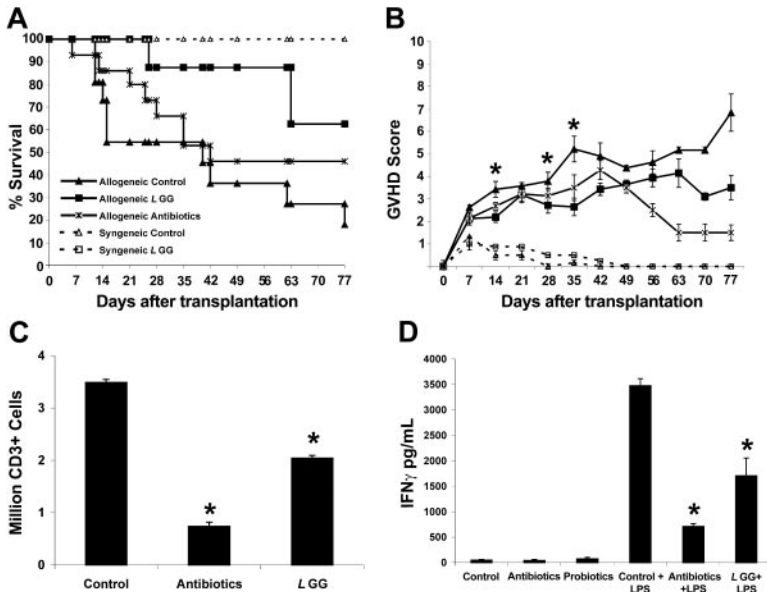 A
% Survival
100
90
80
70
60
50
40
30
20
10
0
Allogeneic Control
Allogeneic L GG
Allogeneic Antibiotics
Syngeneic Control
Syngeneic L GG
0 7 14 21 28 35 42 49 56 63 70 77
Days after transplantation
B
GVHD Score
10
9
8
7
6
5
4
3
2
1
* * *
0 7 14 21 28 35 42 49 56 63 70 77
Days after transplantation
C
Million CD3+ Cells
4
3
2
1
0
* *
Control Antibiotics L GG
D
IFNγ pg/mL
4000
3500
3000
2500
2000
1500
1000
500
0
* *
Control Antibiotics Probiotics Control + Antibiotics L GG+
LPS +LPS LPS